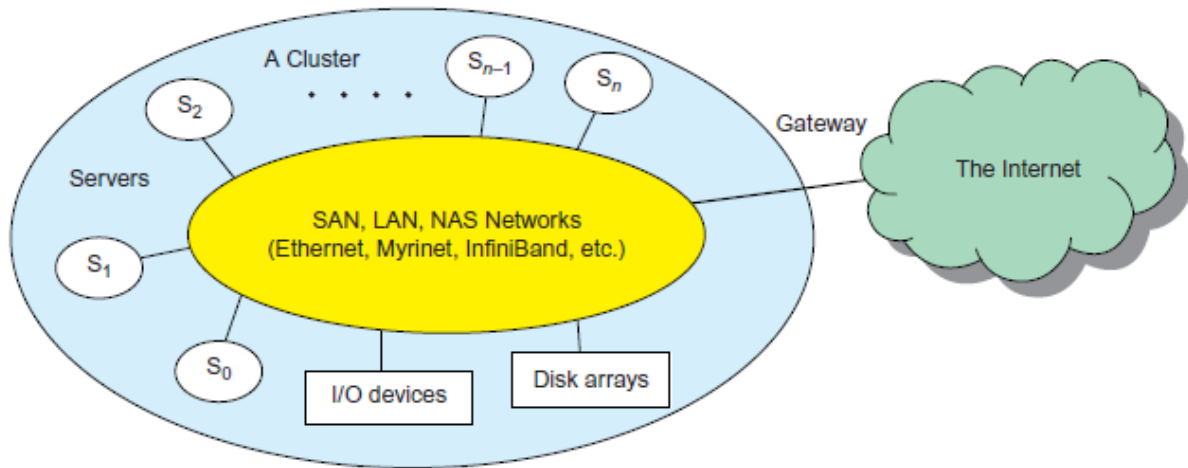 A Cluster
S₂
. . . .
Sₙ₋₁
Sₙ
Gateway
The Internet
Servers
SAN, LAN, NAS Networks
(Ethernet, Myrinet, InfiniBand, etc.)
S₁
S₀
I/O devices
Disk arrays